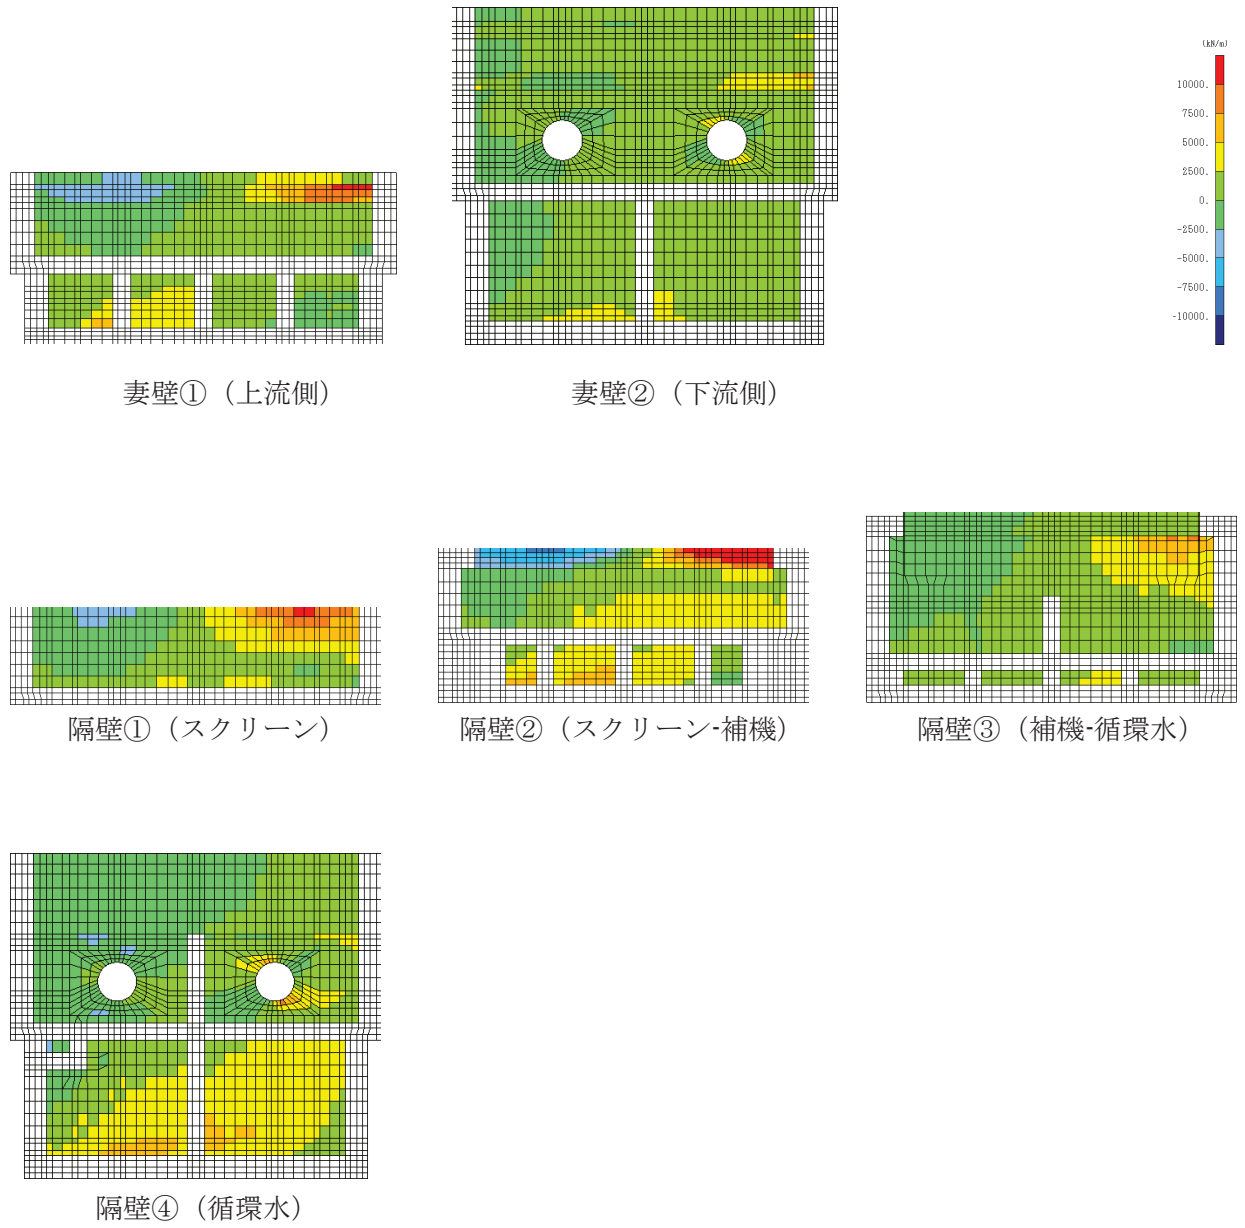 (kN/m)
10000.
7500.
5000.
2500.
0.
-2500.
-5000.
-7500.
-10000.
妻壁①（上流側）
妻壁②（下流側）
隔壁①（スクリーン）
隔壁②（スクリーン-補機）
隔壁③（補機-循環水）
隔壁④（循環水）